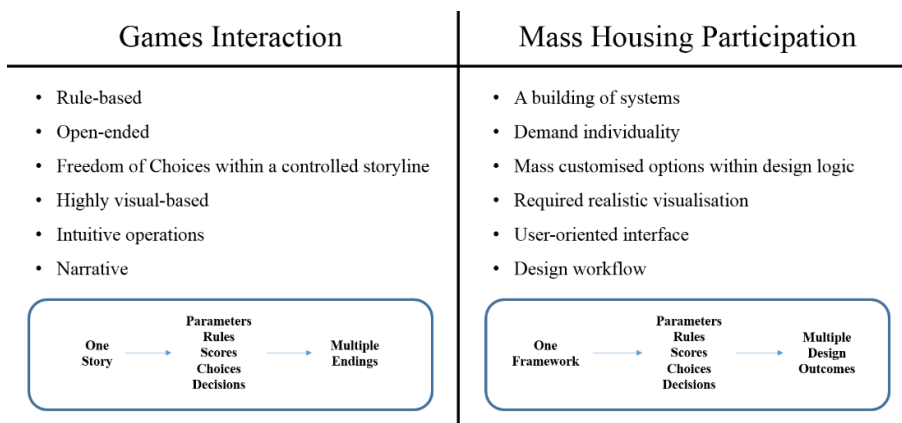 Games Interaction
• Rule-based
• Open-ended
• Freedom of Choices within a controlled storyline
• Highly visual-based
• Intuitive operations
• Narrative
One
Story
Parameters
Rules
Scores
Choices
Decisions
Multiple
Endings
Mass Housing Participation
• A building of systems
• Demand individuality
• Mass customised options within design logic
• Required realistic visualisation
• User-oriented interface
• Design workflow
One
Framework
Parameters
Rules
Scores
Choices
Decisions
Multiple
Design
Outcomes